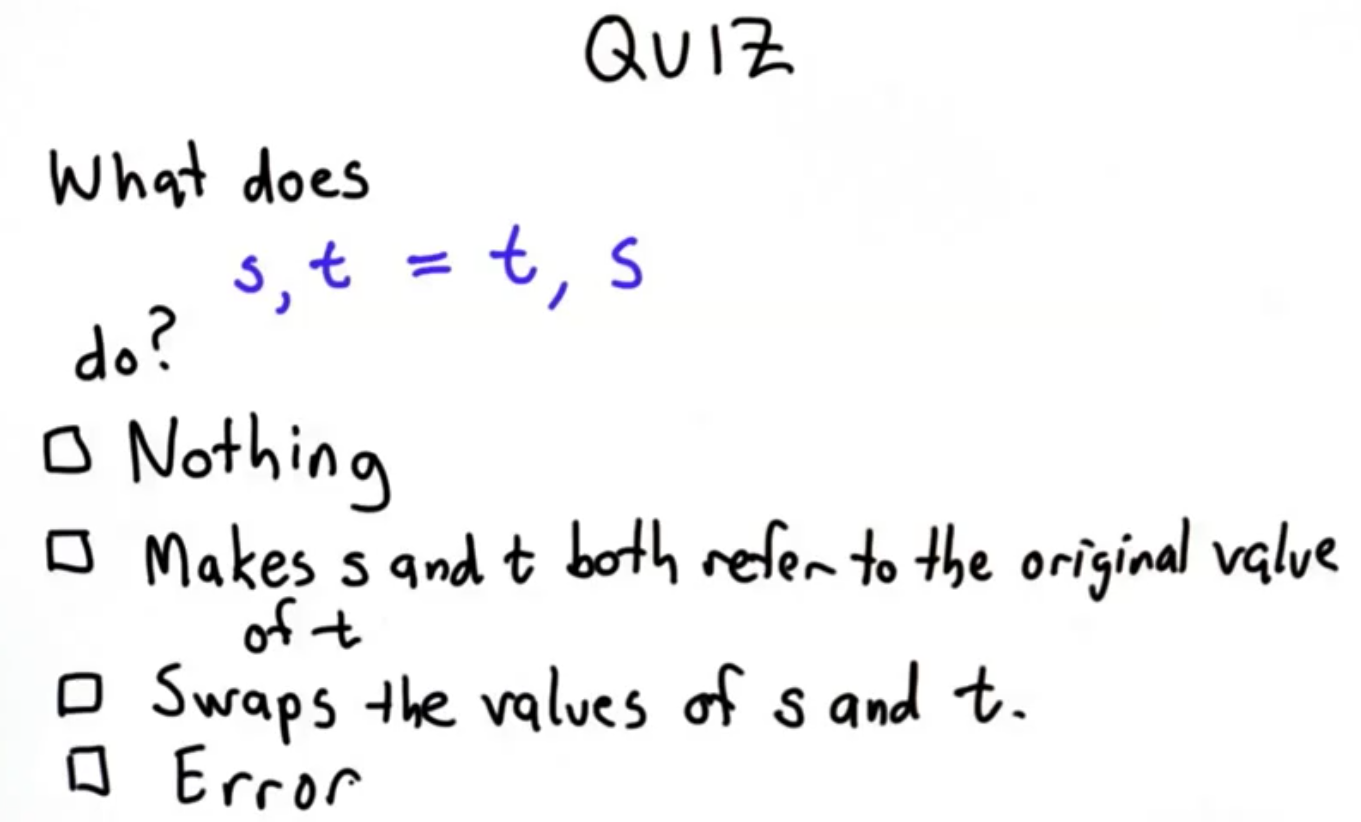 QUIZ
What does
s, t = t, s
do?
Nothing
Makes s and t both refer to the original value
of t
Swaps the values of s and t.
Error